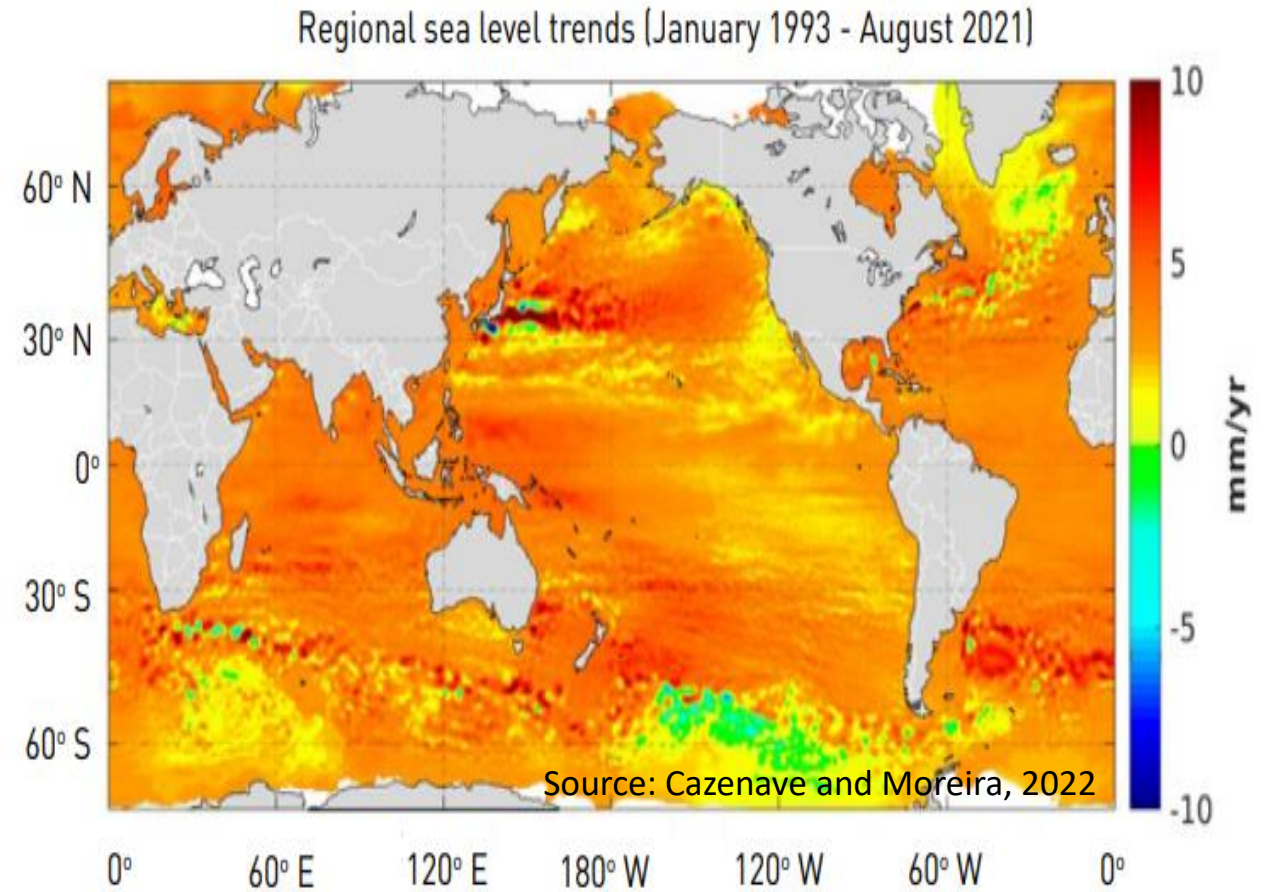 Regional sea level trends (January 1993 - August 2021)
10
60° N
5
30° N
0°
0
mm/yr
30° S
-5
60° S
Source: Cazenave and Moreira, 2022
-10
0° 60° E 120° E 180° W 120° W 60° W 0°